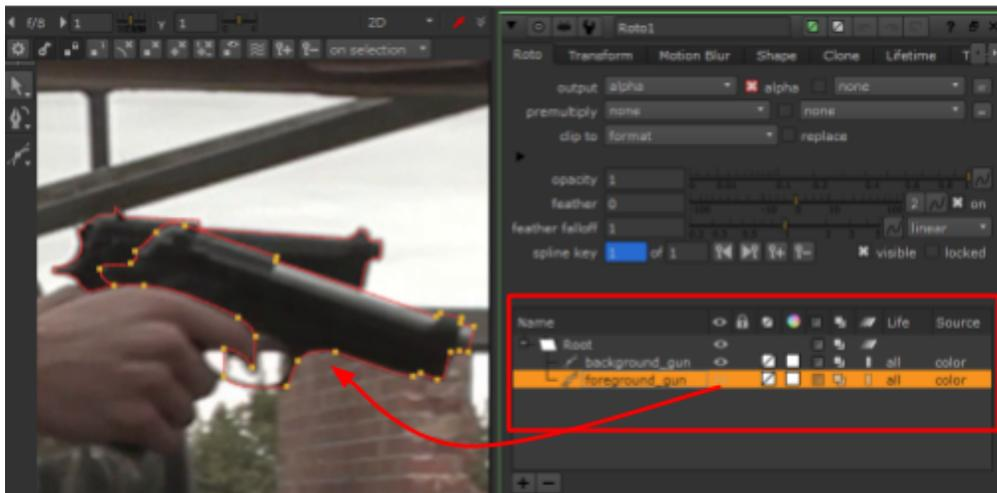 f/8 1 Y 1 2D
on selection
Roto1
Roto Transform Motion Blur Shape Clone Lifetime T
output alpha alpha none
premultiply none none
clip to format replace
opacity 1
feather 0 2 on
feather falloff 1 linear
spline key 1 of 1 visible locked
Name Life Source
Root
background_gun all color
foreground_gun all color